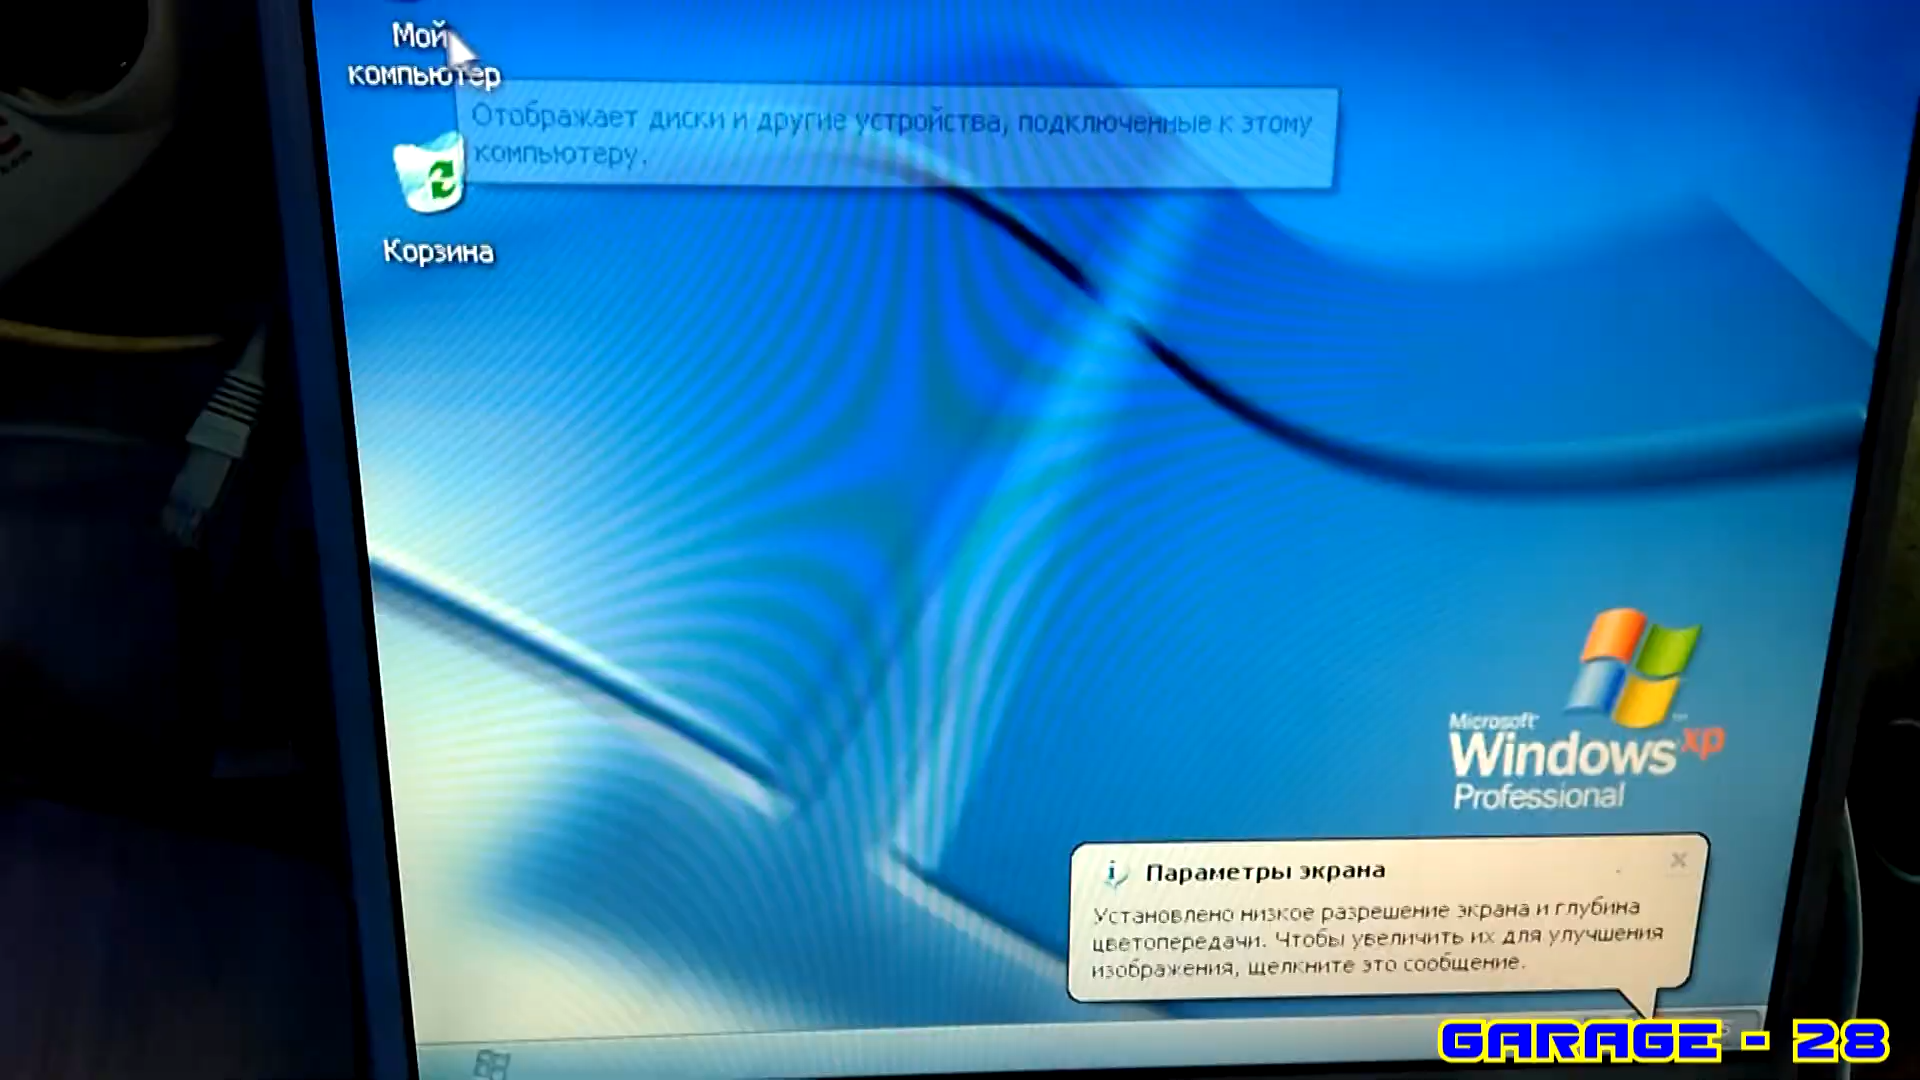 Мой
компьютер
Отображает диски и другие устройства, подключенные к этому
компьютеру.
Корзина
Microsoft
Windows xp
Professional
Параметры экрана
Установлено низкое разрешение экрана и глубина
цветопередачи. Чтобы увеличить их для улучшения
изображения, щелкните это сообщение.
GARAGE - 28